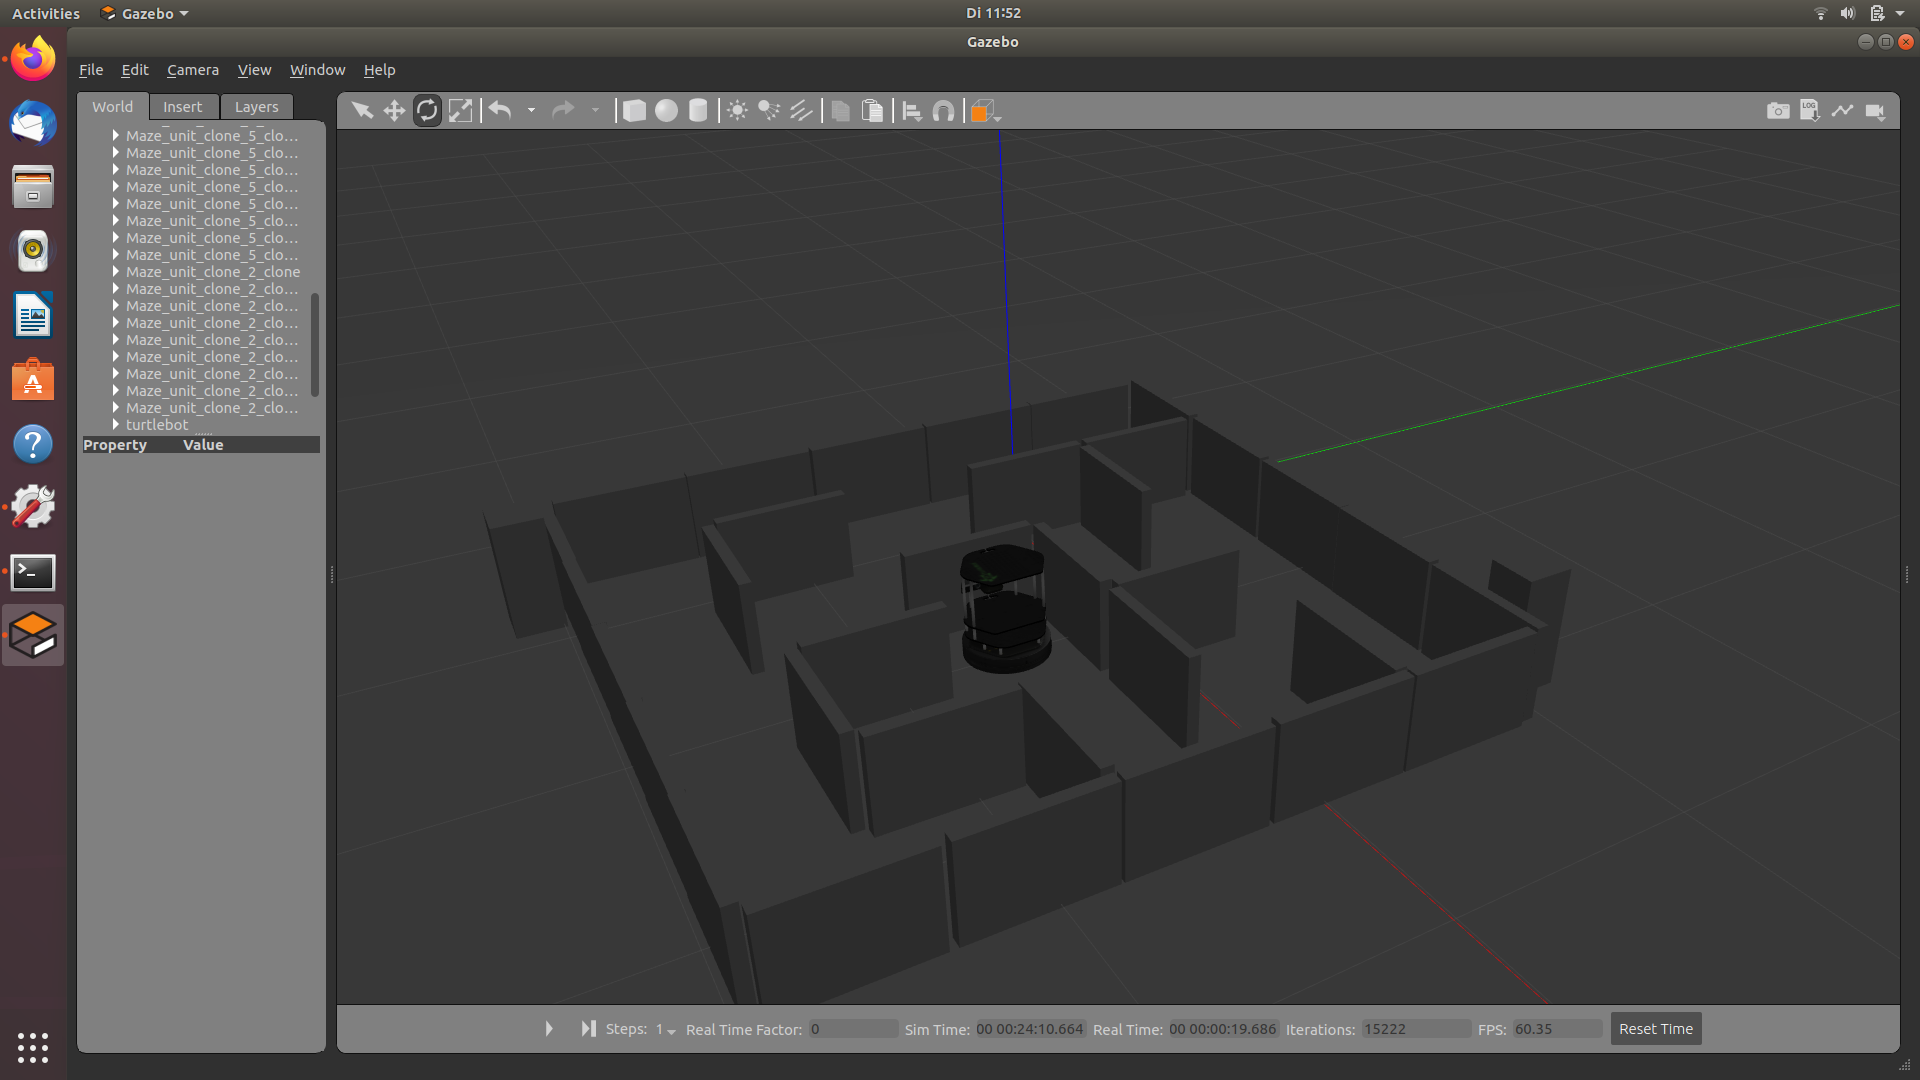 Activities Gazebo Di 11:52
Gazebo
File Edit Camera View Window Help
World Insert Layers
LOG
Maze_unit_clone_5_clo...
Maze_unit_clone_5_clo...
Maze_unit_clone_5_clo...
Maze_unit_clone_5_clo...
Maze_unit_clone_5_clo...
Maze_unit_clone_5_clo...
Maze_unit_clone_5_clo...
Maze_unit_clone_5_clo...
Maze_unit_clone_2_clone
Maze_unit_clone_2_clo...
Maze_unit_clone_2_clo...
Maze_unit_clone_2_clo...
Maze_unit_clone_2_clo...
Maze_unit_clone_2_clo...
Maze_unit_clone_2_clo...
Maze_unit_clone_2_clo...
Maze_unit_clone_2_clo...
turtlebot
Property Value
Steps: 1 Real Time Factor: 0 Sim Time: 00 00:24:10.664 Real Time: 00 00:00:19.686 Iterations: 15222 FPS: 60.35 Reset Time